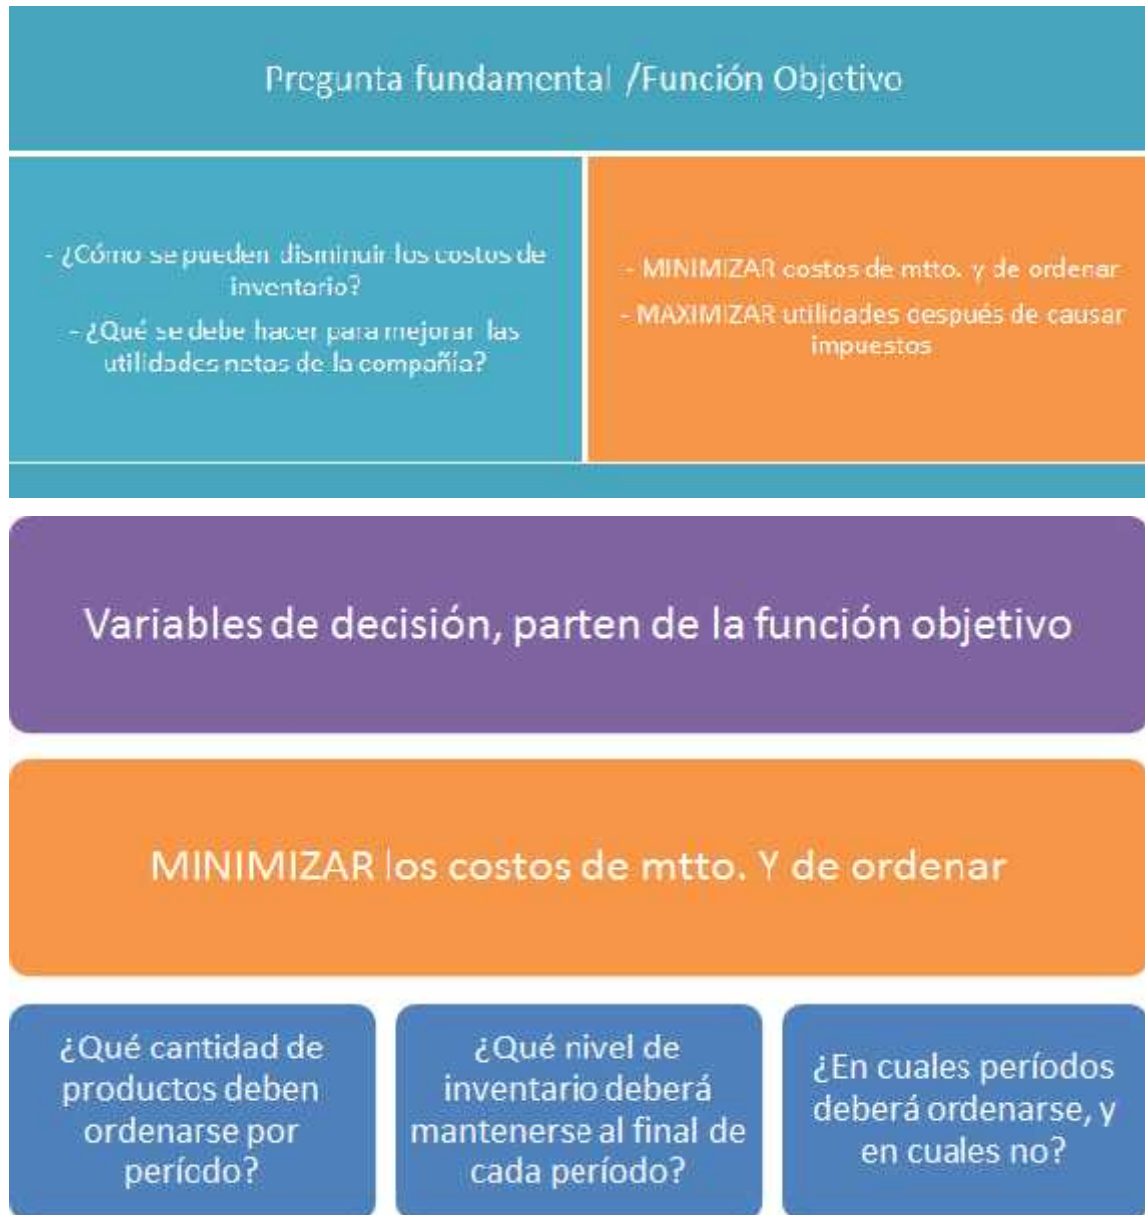 Pregunta fundamental /Función Objetivo
- ¿Cómo se pueden disminuir los costos de
inventario?
- ¿Qué se debe hacer para mejorar las
utilidades netas de la compañía?
- MINIMIZAR costos de mtto. y de ordenar
- MAXIMIZAR utilidades después de causar
impuestos
Variables de decisión, parten de la función objetivo
MINIMIZAR los costos de mtto. Y de ordenar
¿Qué cantidad de
productos deben
ordenarse por
período?
¿Qué nivel de
inventario deberá
mantenerse al final de
cada período?
¿En cuales períodos
deberá ordenarse, y
en cuales no?